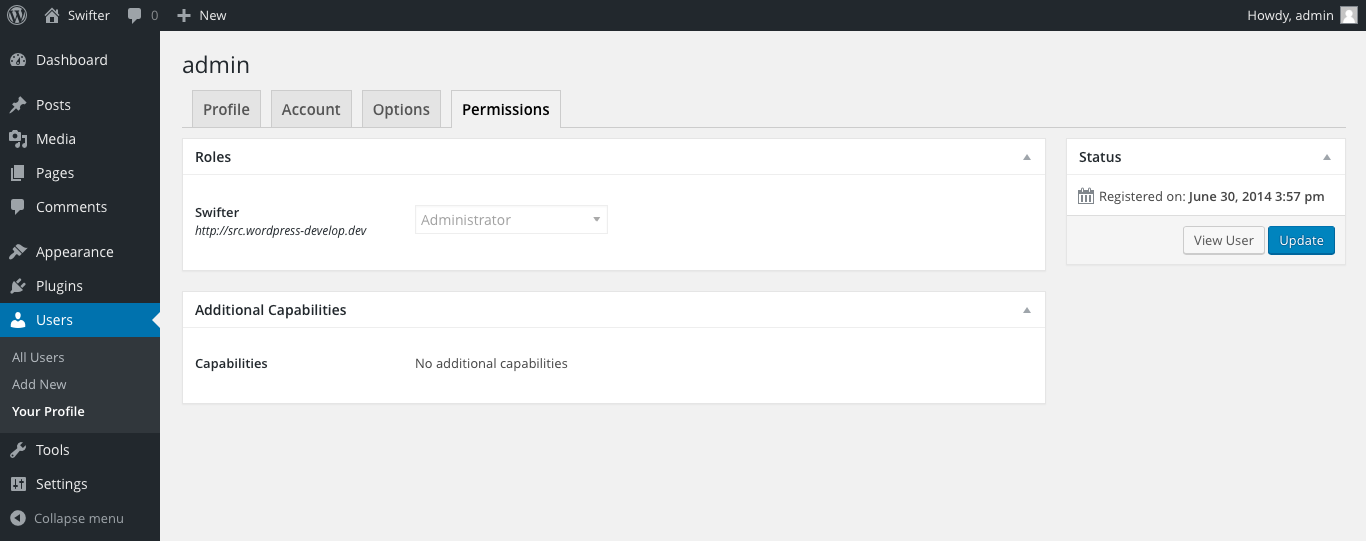 Swifter 0 New Howdy, admin
Dashboard
Posts
Media
Pages
Comments
Appearance
Plugins
Users
All Users
Add New
Your Profile
Tools
Settings
Collapse menu
admin
Profile Account Options Permissions
Roles
Swifter Administrator
http://src.wordpress-develop.dev
Additional Capabilities
Capabilities No additional capabilities
Status
Registered on: June 30, 2014 3:57 pm
View User Update